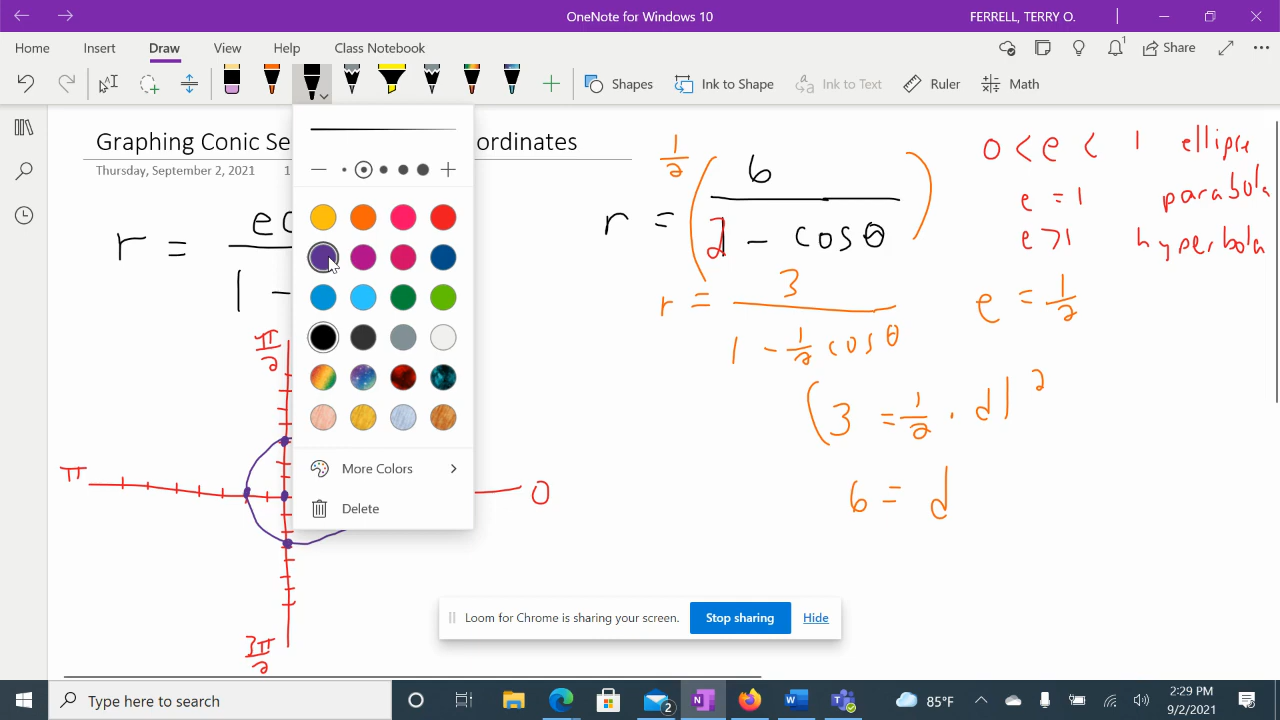 OneNote for Windows 10
FERRELL, TERRY O.
Home Insert Draw View Help Class Notebook
Share
Shapes Ink to Shape Ink to Text Ruler Math
Graphing Conic Se ordinates
Thursday, September 2, 2021 1
r = e
1 -
1/2 ( r = 6 / 2 - cos θ )
0 < e < 1 ellipse
e = 1 parabola
e > 1 hyperbola
r = 3 / 1 - 1/2 cos θ
e = 1/2
(3 = 1/2 · d) 2
6 = d
π/2
π
0
3π/2
More Colors
Delete
Loom for Chrome is sharing your screen. Stop sharing Hide
Type here to search
2
85°F
2:29 PM
9/2/2021